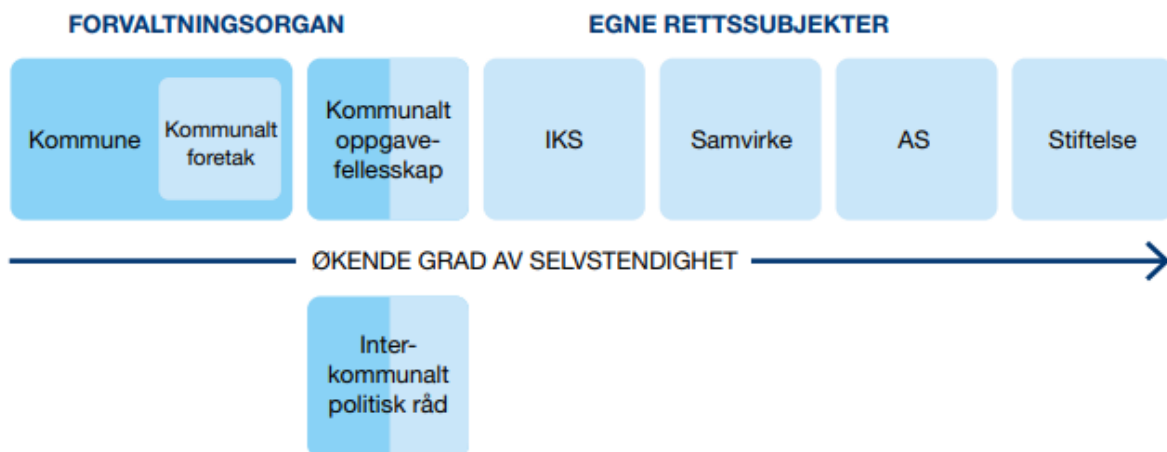 FORVALTNINGSORGAN
EGNE RETTSSUBJEKTER
Kommune
Kommunalt
foretak
Kommunalt
oppgave-
fellesskap
IKS
Samvirke
AS
Stiftelse
ØKENDE GRAD AV SELVSTENDIGHET
Inter-
kommunalt
politisk råd